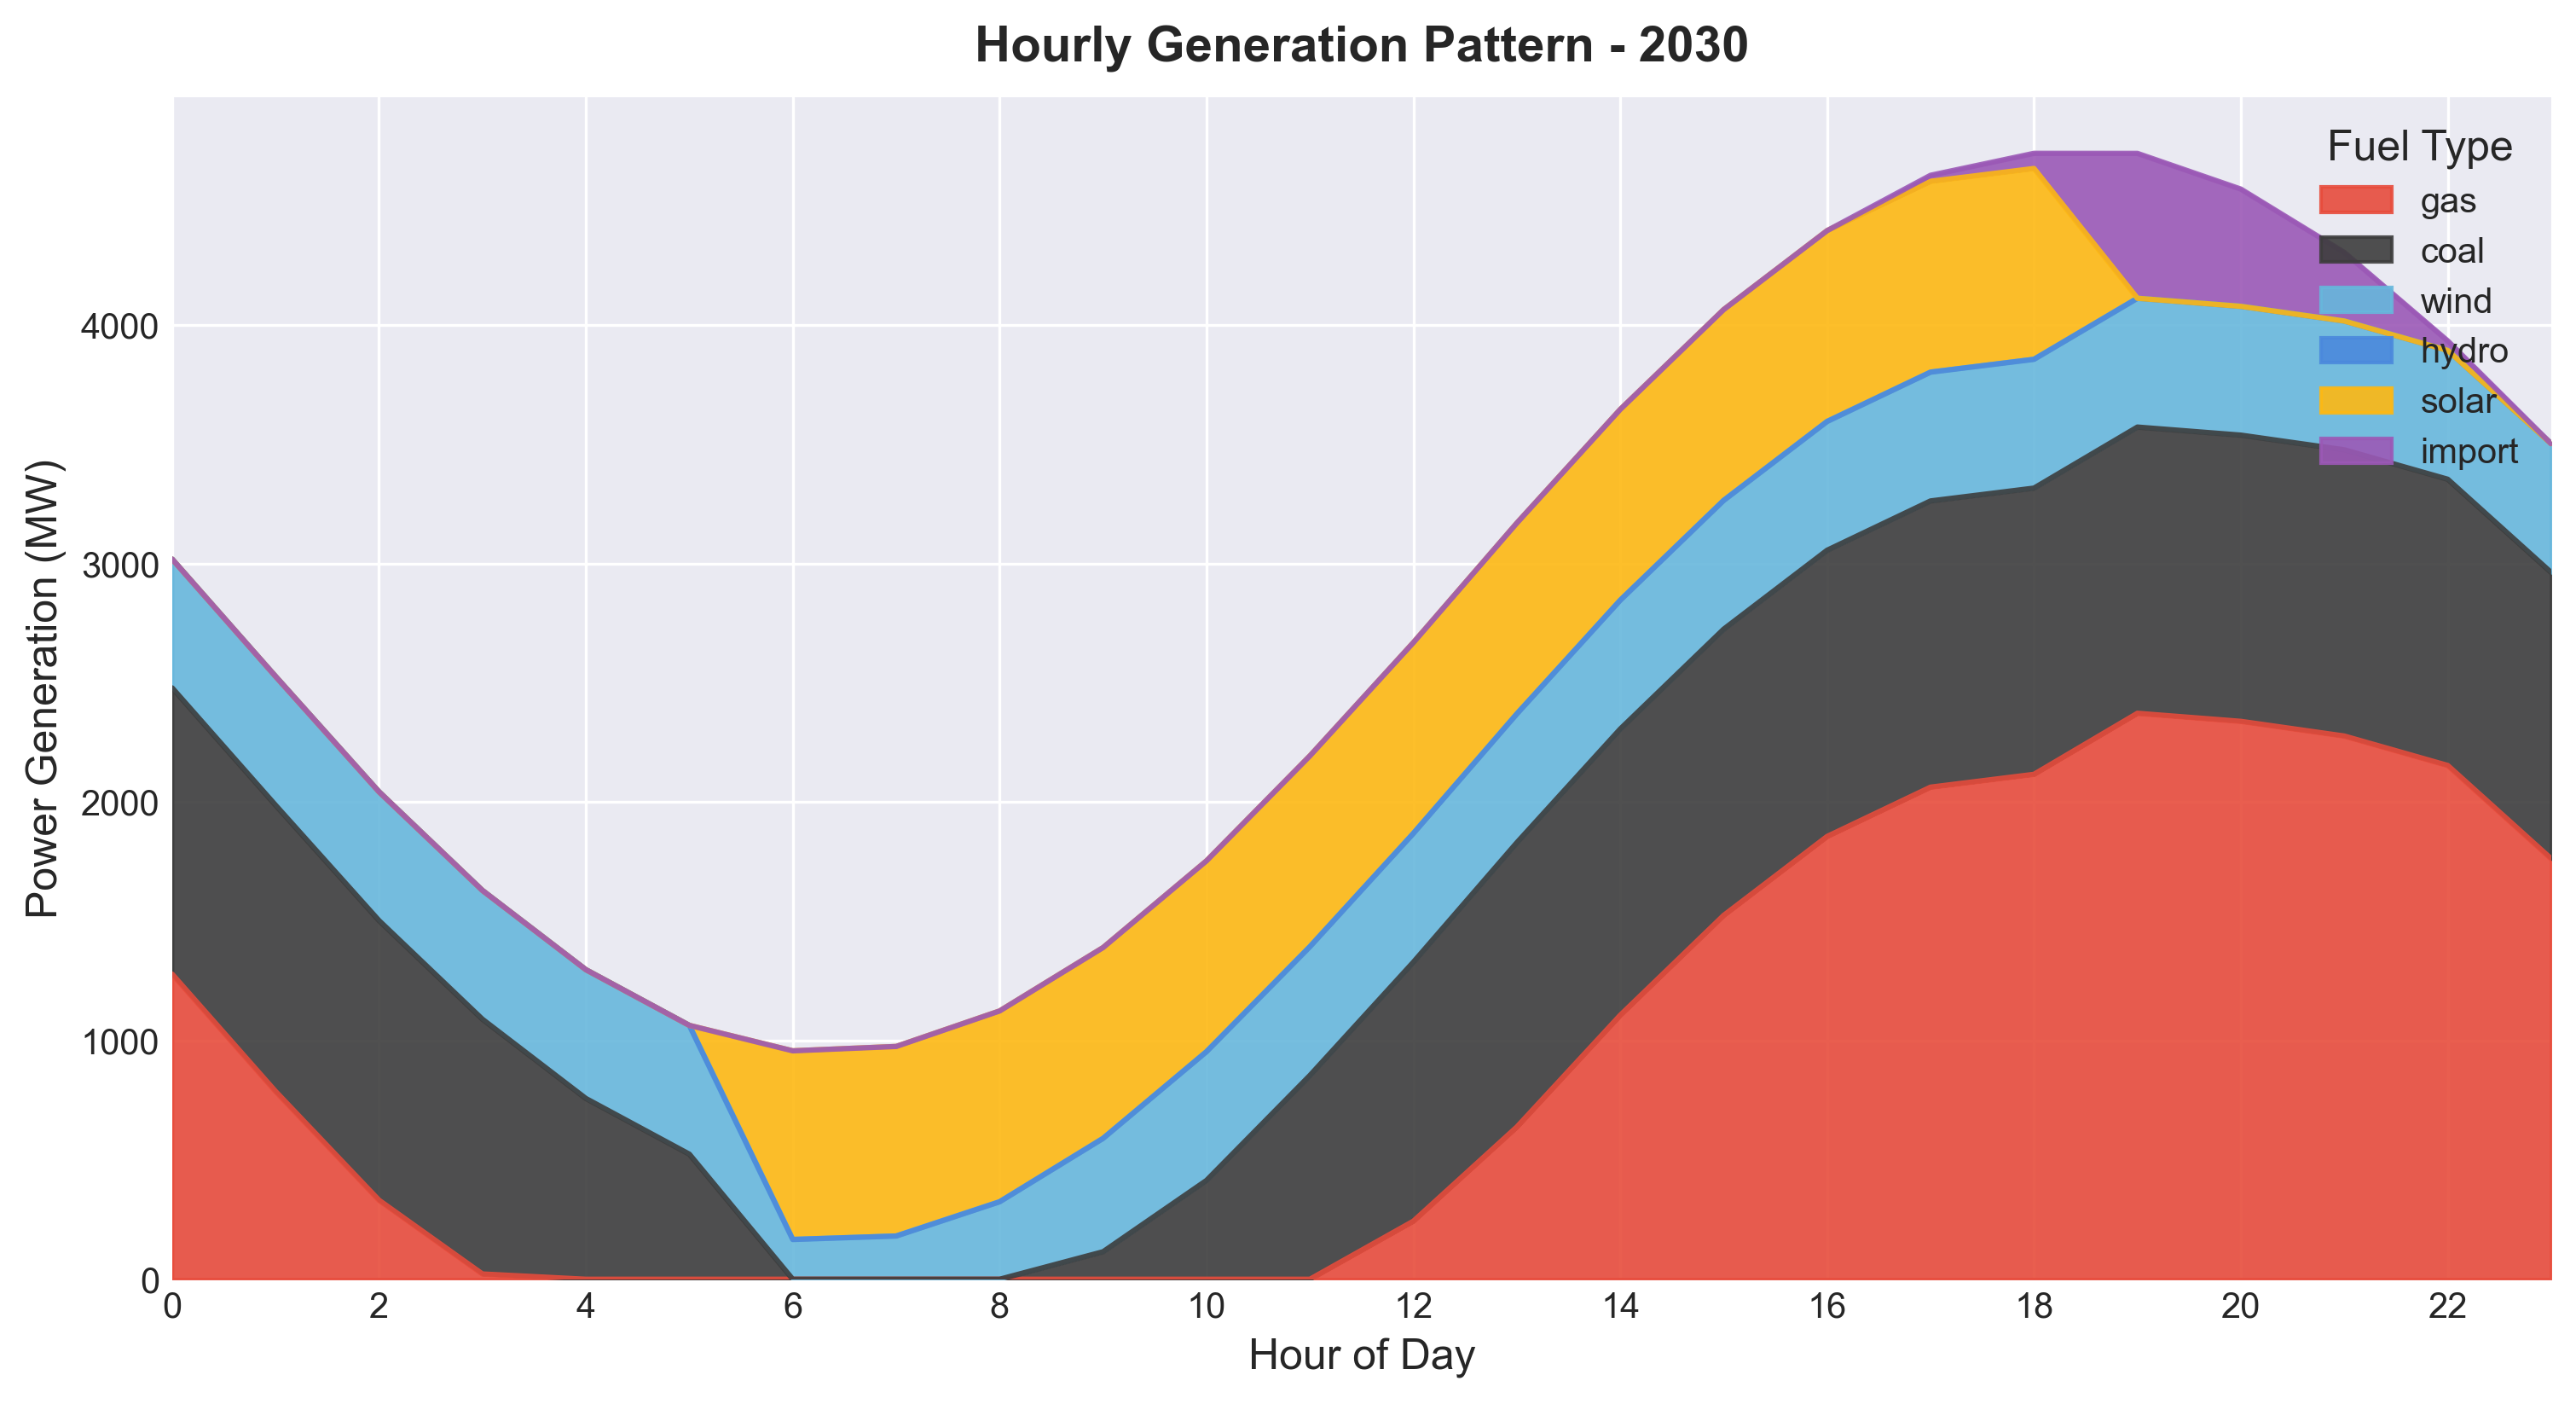 Hourly Generation Pattern - 2030
Power Generation (MW)
4000
3000
2000
1000
0
0 2 4 6 8 10 12 14 16 18 20 22
Hour of Day
Fuel Type
gas
coal
wind
hydro
solar
import